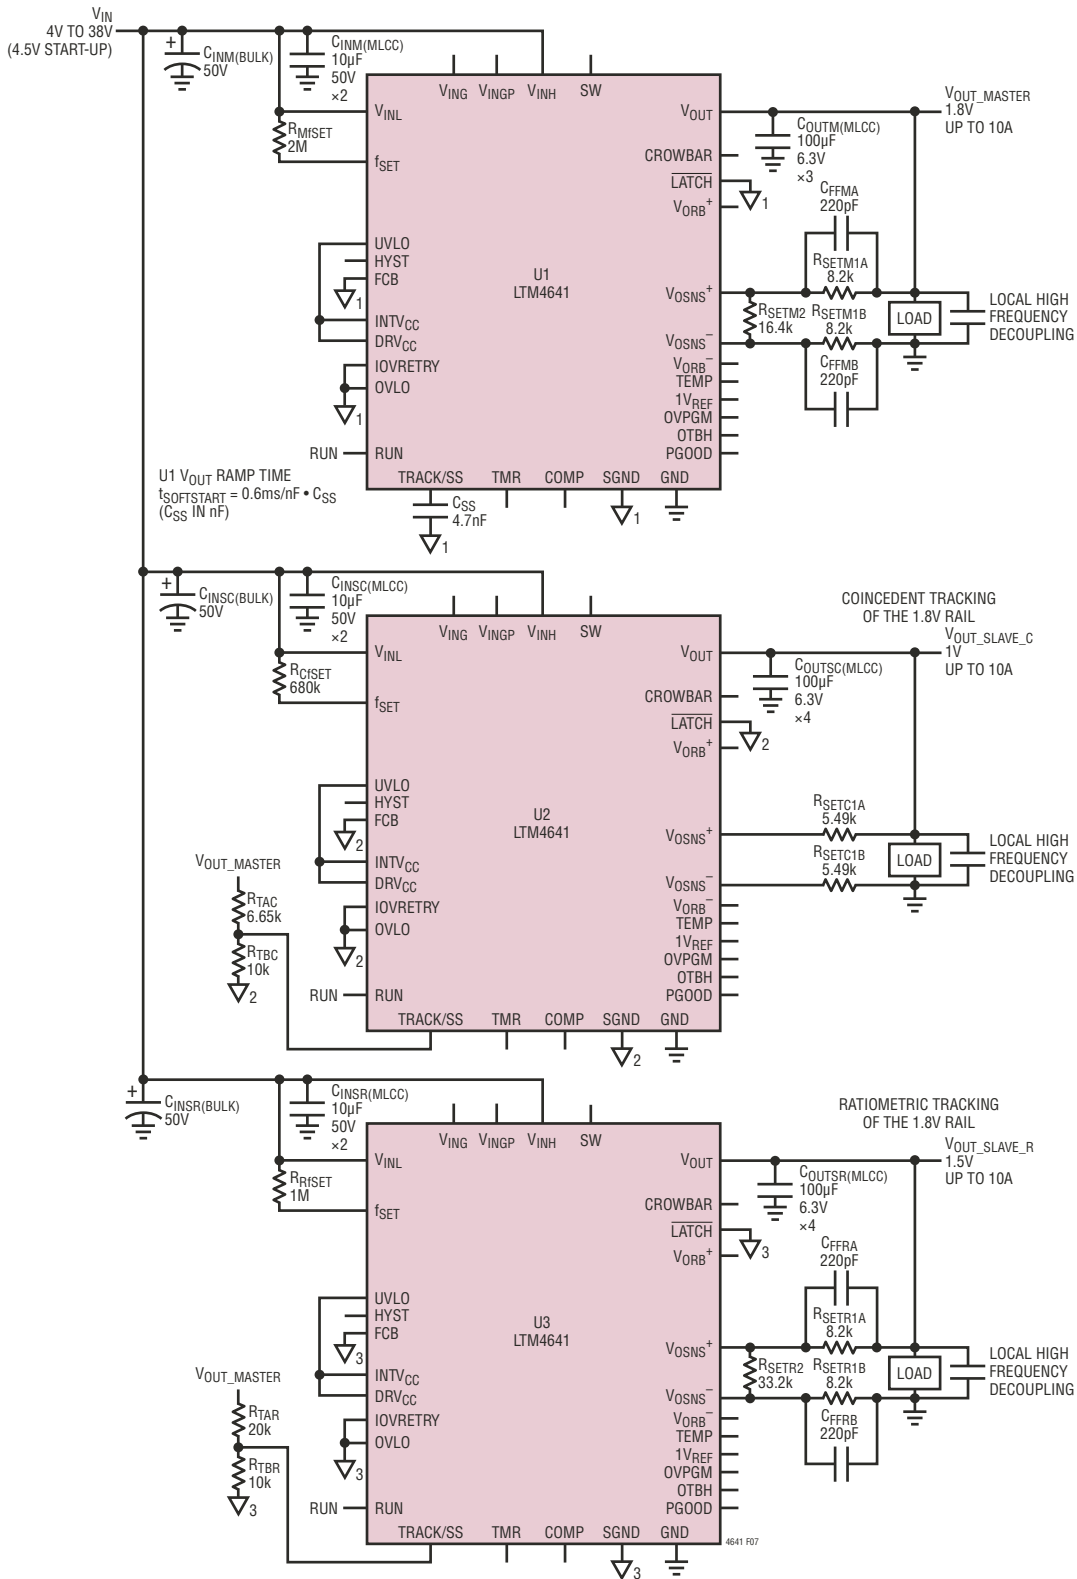 VIN
4V TO 38V
(4.5V START-UP)
+
CINM(BULK)
50V
CINM(MLCC)
10µF
50V
×2
RMfSET
2M
VING
VINGP
VINH
SW
VINL
fSET
UVLO
HYST
FCB
1
INTVCC
DRVCC
IOVRETRY
OVLO
1
RUN
RUN
TRACK/SS
TMR
COMP
SGND
GND
U1
LTM4641
VOUT
CROWBAR
LATCH
1
VORB+
VOSNS+
VOSNS–
VORB–
TEMP
1VREF
OVPGM
OTBH
PGOOD
COUTM(MLCC)
100µF
6.3V
×3
VOUT_MASTER
1.8V
UP TO 10A
CFFMA
220pF
RSETM1A
8.2k
RSETM2
16.4k
RSETM1B
8.2k
CFFMB
220pF
LOAD
LOCAL HIGH
FREQUENCY
DECOUPLING
U1 VOUT RAMP TIME
tSOFTSTART = 0.6ms/nF • CSS
(CSS IN nF)
CSS
4.7nF
1
1
+
CINSC(BULK)
50V
CINSC(MLCC)
10µF
50V
×2
RCfSET
680k
VING
VINGP
VINH
SW
VINL
fSET
UVLO
HYST
FCB
2
INTVCC
DRVCC
IOVRETRY
OVLO
2
RUN
RUN
TRACK/SS
TMR
COMP
SGND
GND
2
U2
LTM4641
VOUT
CROWBAR
LATCH
2
VORB+
VOSNS+
VOSNS–
VORB–
TEMP
1VREF
OVPGM
OTBH
PGOOD
COINCEDENT TRACKING
OF THE 1.8V RAIL
VOUT_SLAVE_C
1V
UP TO 10A
COUTSC(MLCC)
100µF
6.3V
×4
RSETC1A
5.49k
RSETC1B
5.49k
LOAD
LOCAL HIGH
FREQUENCY
DECOUPLING
VOUT_MASTER
RTAC
6.65k
RTBC
10k
2
+
CINSR(BULK)
50V
CINSR(MLCC)
10µF
50V
×2
RRfSET
1M
VING
VINGP
VINH
SW
VINL
fSET
UVLO
HYST
FCB
3
INTVCC
DRVCC
IOVRETRY
OVLO
3
RUN
RUN
TRACK/SS
TMR
COMP
SGND
GND
3
U3
LTM4641
VOUT
CROWBAR
LATCH
3
VORB+
VOSNS+
VOSNS–
VORB–
TEMP
1VREF
OVPGM
OTBH
PGOOD
RATIOMETRIC TRACKING
OF THE 1.8V RAIL
VOUT_SLAVE_R
1.5V
UP TO 10A
COUTSR(MLCC)
100µF
6.3V
×4
CFFRA
220pF
RSETR1A
8.2k
RSETR2
33.2k
RSETR1B
8.2k
CFFRB
220pF
LOAD
LOCAL HIGH
FREQUENCY
DECOUPLING
VOUT_MASTER
RTAR
20k
RTBR
10k
3
4641 F07